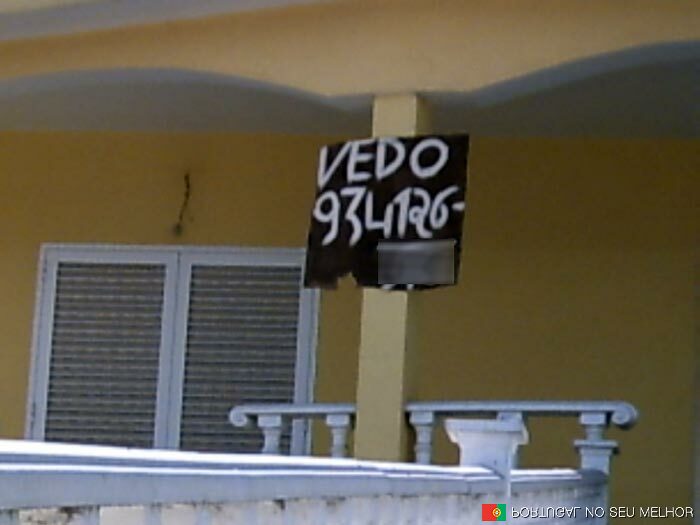 VEDO
934126-
PORTUGAL NO SEU MELHOR